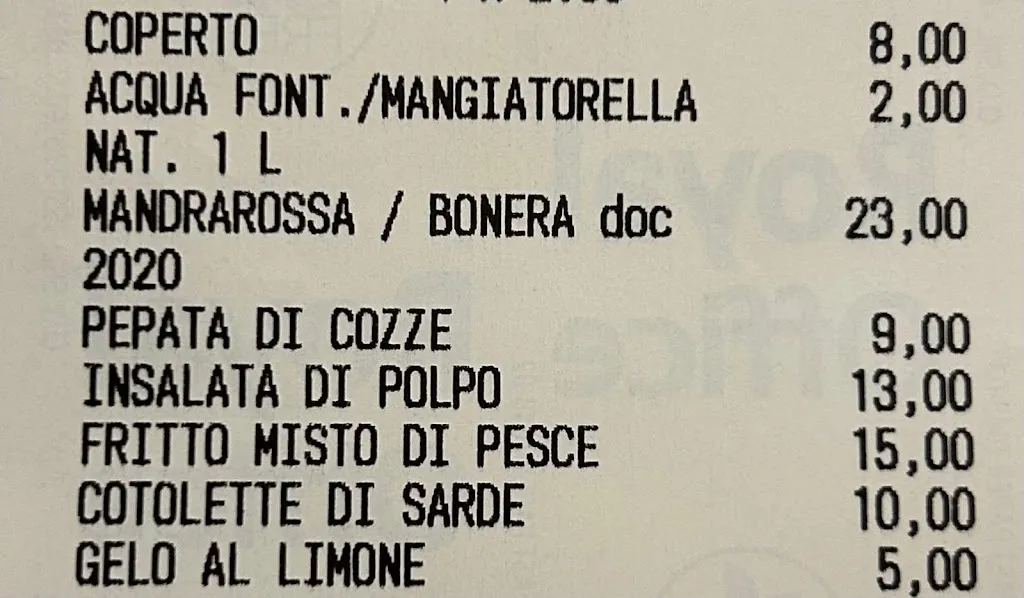 COPERTO 8,00
ACQUA FONT./MANGIATORELLA 2,00
NAT. 1 L
MANDRAROSSA / BONERA doc 23,00
2020
PEPATA DI COZZE 9,00
INSALATA DI POLPO 13,00
FRITTO MISTO DI PESCE 15,00
COTOLETTE DI SARDE 10,00
GELO AL LIMONE 5,00